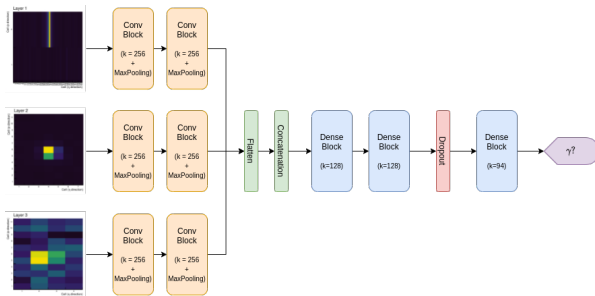 Layer 1
Conv
Block
(k = 256
+
MaxPooling)
Conv
Block
(k = 256
+
MaxPooling)
Layer 2
Conv
Block
(k = 256
+
MaxPooling)
Conv
Block
(k = 256
+
MaxPooling)
Flatten
Concatenation
Dense
Block
(k=128)
Dense
Block
(k=128)
Dropout
Dense
Block
(k=94)
γ?
Layer 3
Conv
Block
(k = 256
+
MaxPooling)
Conv
Block
(k = 256
+
MaxPooling)